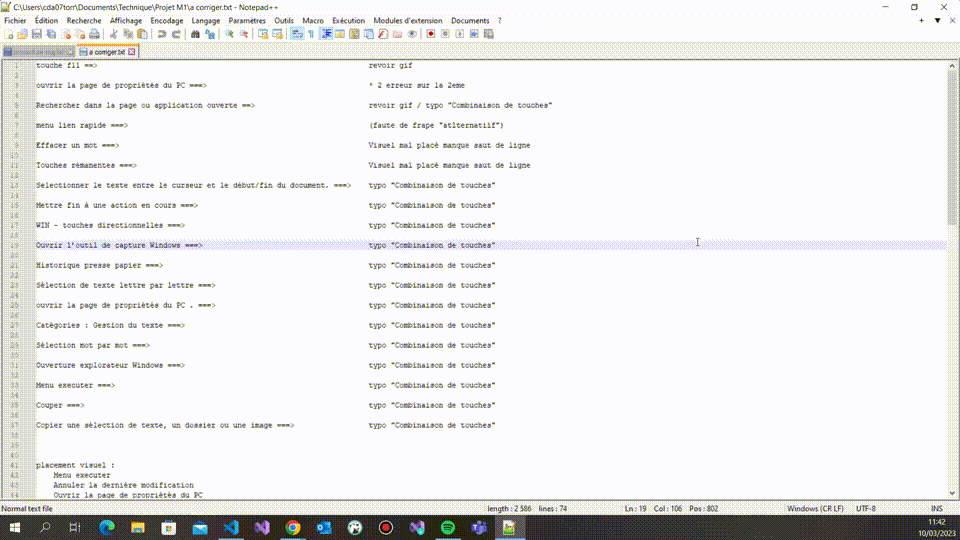 C:\Users\cda07torr\Documents\Technique\Projet M1\a corriger.txt - Notepad++
Fichier Édition Recherche Affichage Encodage Langage Paramètres Outils Macro Exécution Modules d'extension Documents ?
a corriger.txt
1 touche f11 ==> revoir gif
2
3 ouvrir la page de propriétés du PC ===> * 2 erreur sur la 2eme
4
5 Rechercher dans la page ou application ouverte ==> revoir gif / typo "Combinaison de touches"
6
7 menu lien rapide ===> (faute de frape "atlternatiif")
8
9 Effacer un mot ===> Visuel mal placé manque saut de ligne
10
11 Touches rémanentes ===> Visuel mal placé manque saut de ligne
12
13 Sélectionner le texte entre le curseur et le début/fin du document. ===> typo "Combinaison de touches"
14
15 Mettre fin à une action en cours ===> typo "Combinaison de touches"
16
17 WIN - touches directionnelles ===> typo "Combinaison de touches"
18
19 Ouvrir l'outil de capture Windows ===> typo "Combinaison de touches"
20
21 Historique presse papier ===> typo "Combinaison de touches"
22
23 Sélection de texte lettre par lettre ===> typo "Combinaison de touches"
24
25 ouvrir la page de propriétés du PC . ===> typo "Combinaison de touches"
26
27 Catégories : Gestion du texte ===> typo "Combinaison de touches"
28
29 Sélection mot par mot ===> typo "Combinaison de touches"
30
31 Ouverture explorateur Windows ===> typo "Combinaison de touches"
32
33 Menu executer ===> typo "Combinaison de touches"
34
35 Couper ===> typo "Combinaison de touches"
36
37 Copier une sélection de texte, un dossier ou une image ===> typo "Combinaison de touches"
38
39
40
41 placement visuel :
42 Menu executer
43 Annuler la dernière modification
44 Ouvrir la page de propriétés du PC
Normal text file length : 2 586 lines : 74 Ln : 19 Col : 106 Pos : 802 Windows (CR LF) UTF-8 INS
11:42
10/03/2023